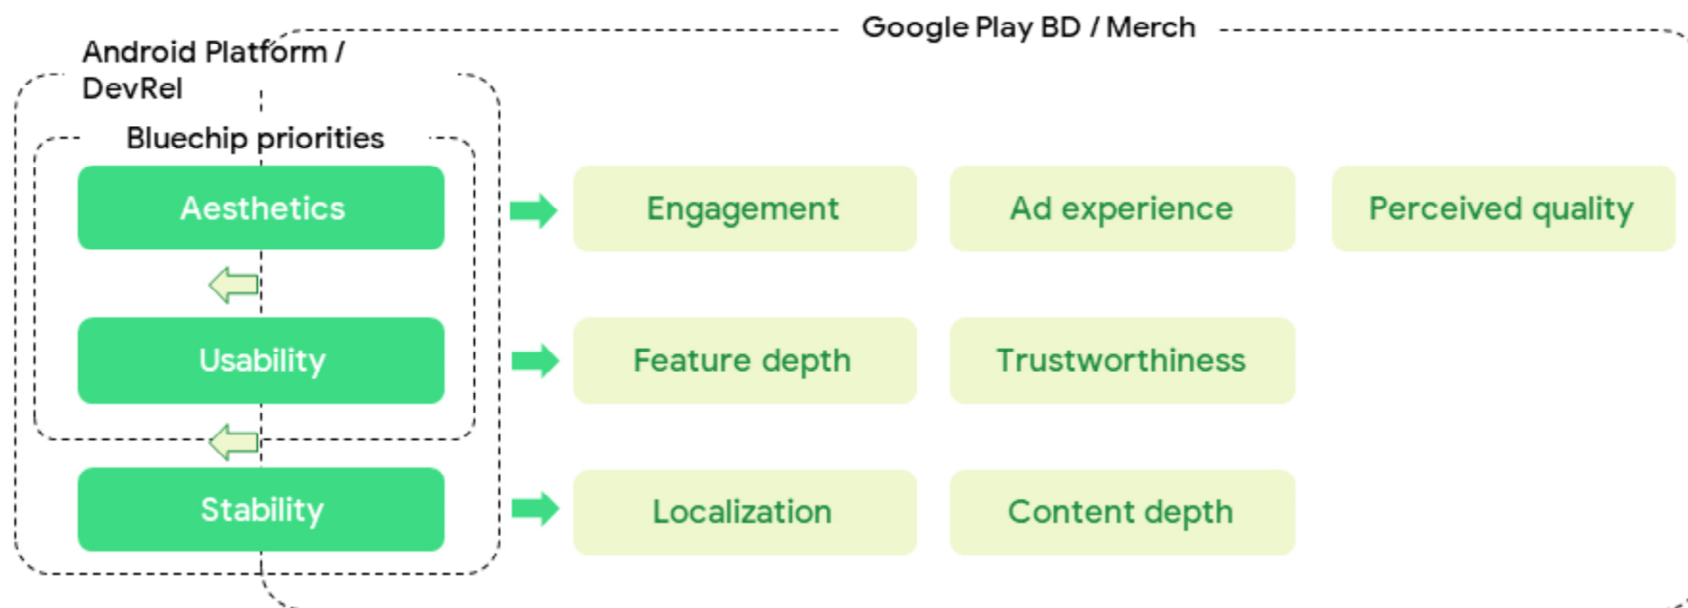 Google Play BD / Merch
Android Platform /
DevRel
Bluechip priorities
Aesthetics
Engagement
Ad experience
Perceived quality
Usability
Feature depth
Trustworthiness
Stability
Localization
Content depth